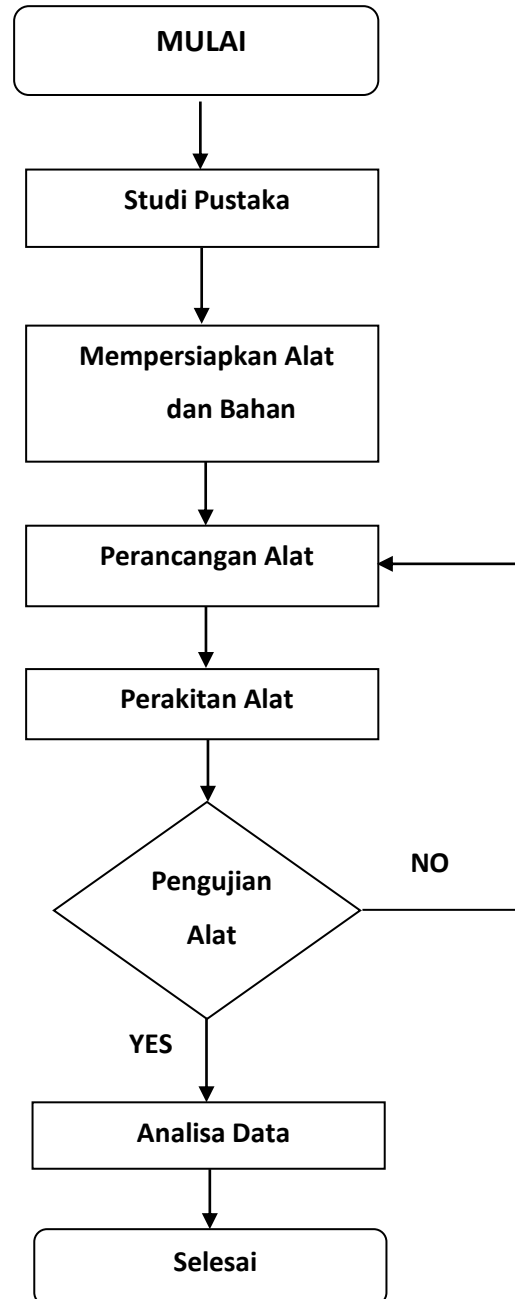 MULAI
Studi Pustaka
Mempersiapkan Alat
dan Bahan
Perancangan Alat
Perakitan Alat
Pengujian
Alat
NO
YES
Analisa Data
Selesai